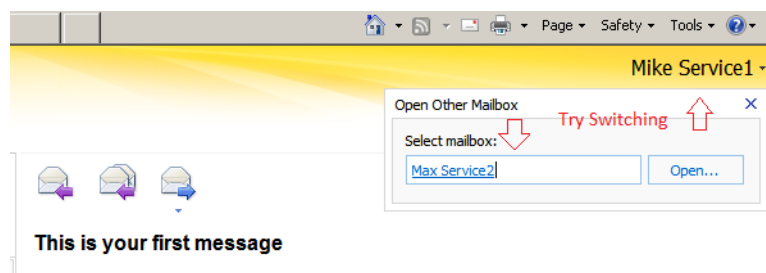 Page Safety Tools
Mike Service1
Open Other Mailbox
Try Switching
Select mailbox:
Max Service2
Open...
This is your first message